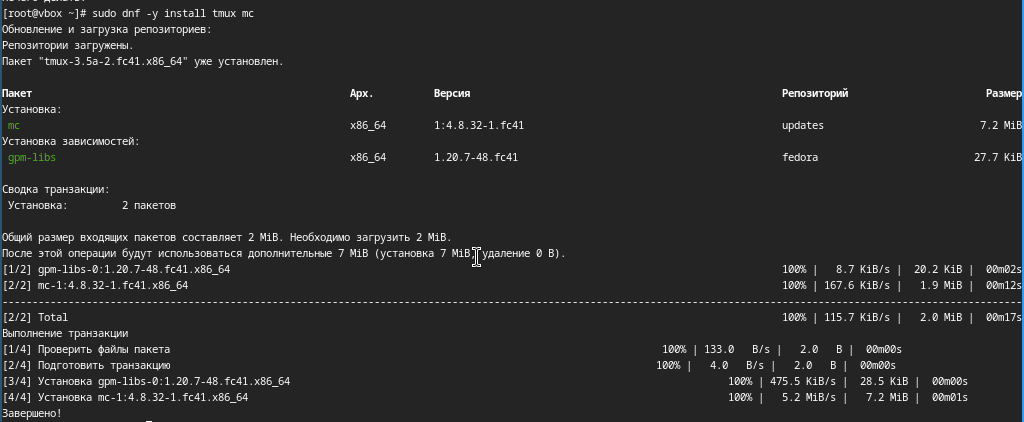 [root@vbox ~]# sudo dnf -y install tmux mc
Обновление и загрузка репозиториев:
Репозитории загружены.
Пакет "tmux-3.5a-2.fc41.x86_64" уже установлен.
Пакет Арх. Версия Репозиторий Размер
Установка:
mc x86_64 1:4.8.32-1.fc41 updates 7.2 MiB
Установка зависимостей:
gpm-libs x86_64 1.20.7-48.fc41 fedora 27.7 KiB
Сводка транзакции:
Установка: 2 пакетов
Общий размер входящих пакетов составляет 2 MiB. Необходимо загрузить 2 MiB.
После этой операции будут использоваться дополнительные 7 MiB (установка 7 MiB, удаление 0 B).
[1/2] gpm-libs-0:1.20.7-48.fc41.x86_64 100% | 8.7 KiB/s | 20.2 KiB | 00m02s
[2/2] mc-1:4.8.32-1.fc41.x86_64 100% | 167.6 KiB/s | 1.9 MiB | 00m12s
--------------------------------------------------------------------------------
[2/2] Total 100% | 115.7 KiB/s | 2.0 MiB | 00m17s
Выполнение транзакции
[1/4] Проверить файлы пакета 100% | 133.0 B/s | 2.0 B | 00m00s
[2/4] Подготовить транзакцию 100% | 4.0 B/s | 2.0 B | 00m00s
[3/4] Установка gpm-libs-0:1.20.7-48.fc41.x86_64 100% | 475.5 KiB/s | 28.5 KiB | 00m00s
[4/4] Установка mc-1:4.8.32-1.fc41.x86_64 100% | 5.2 MiB/s | 7.2 MiB | 00m01s
Завершено!